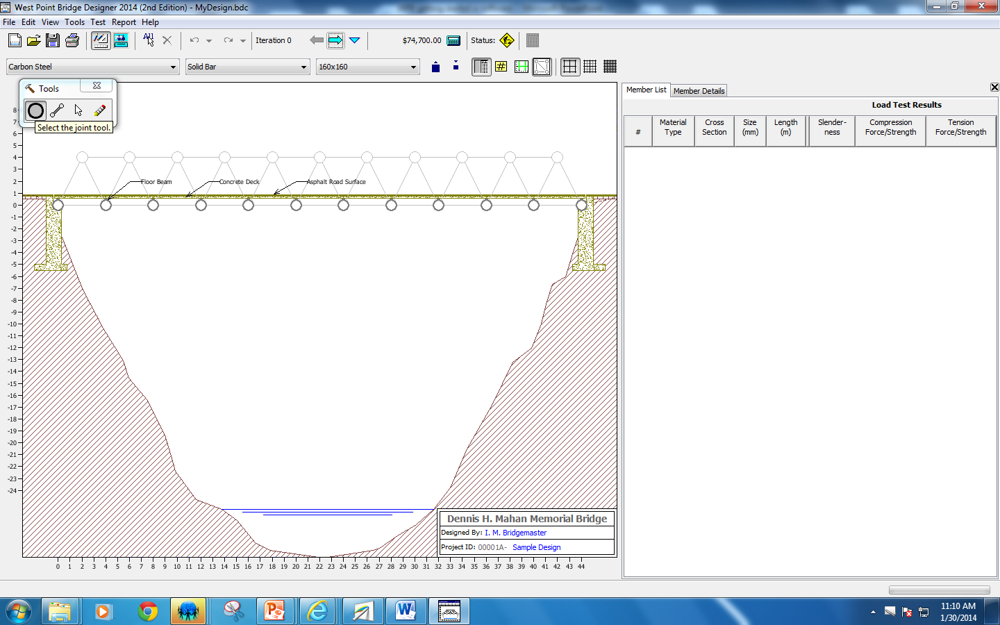 West Point Bridge Designer 2014 (2nd Edition) - MyDesign.bdc
File Edit View Tools Test Report Help
Iteration 0 $74,700.00 Status:
Carbon Steel Solid Bar 160x160
Tools
Select the joint tool.
Member List Member Details
Load Test Results
# Material Type Cross Section Size (mm) Length (m) Slender-ness Compression Force/Strength Tension Force/Strength
8
6
5
4
3
2
1
0
-1
-2
-3
-4
-5
-6
-7
-8
-9
-10
-11
-12
-13
-14
-15
-16
-17
-18
-19
-20
-21
-22
-23
-24
Floor Beam Concrete Deck Asphalt Road Surface
Dennis H. Mahan Memorial Bridge
Designed By: I. M. Bridgemaster
Project ID: 00001A- Sample Design
0 1 2 3 4 5 6 7 8 9 10 11 12 13 14 15 16 17 18 19 20 21 22 23 24 25 26 27 28 29 30 31 32 33 34 35 36 37 38 39 40 41 42 43 44
11:10 AM
1/30/2014